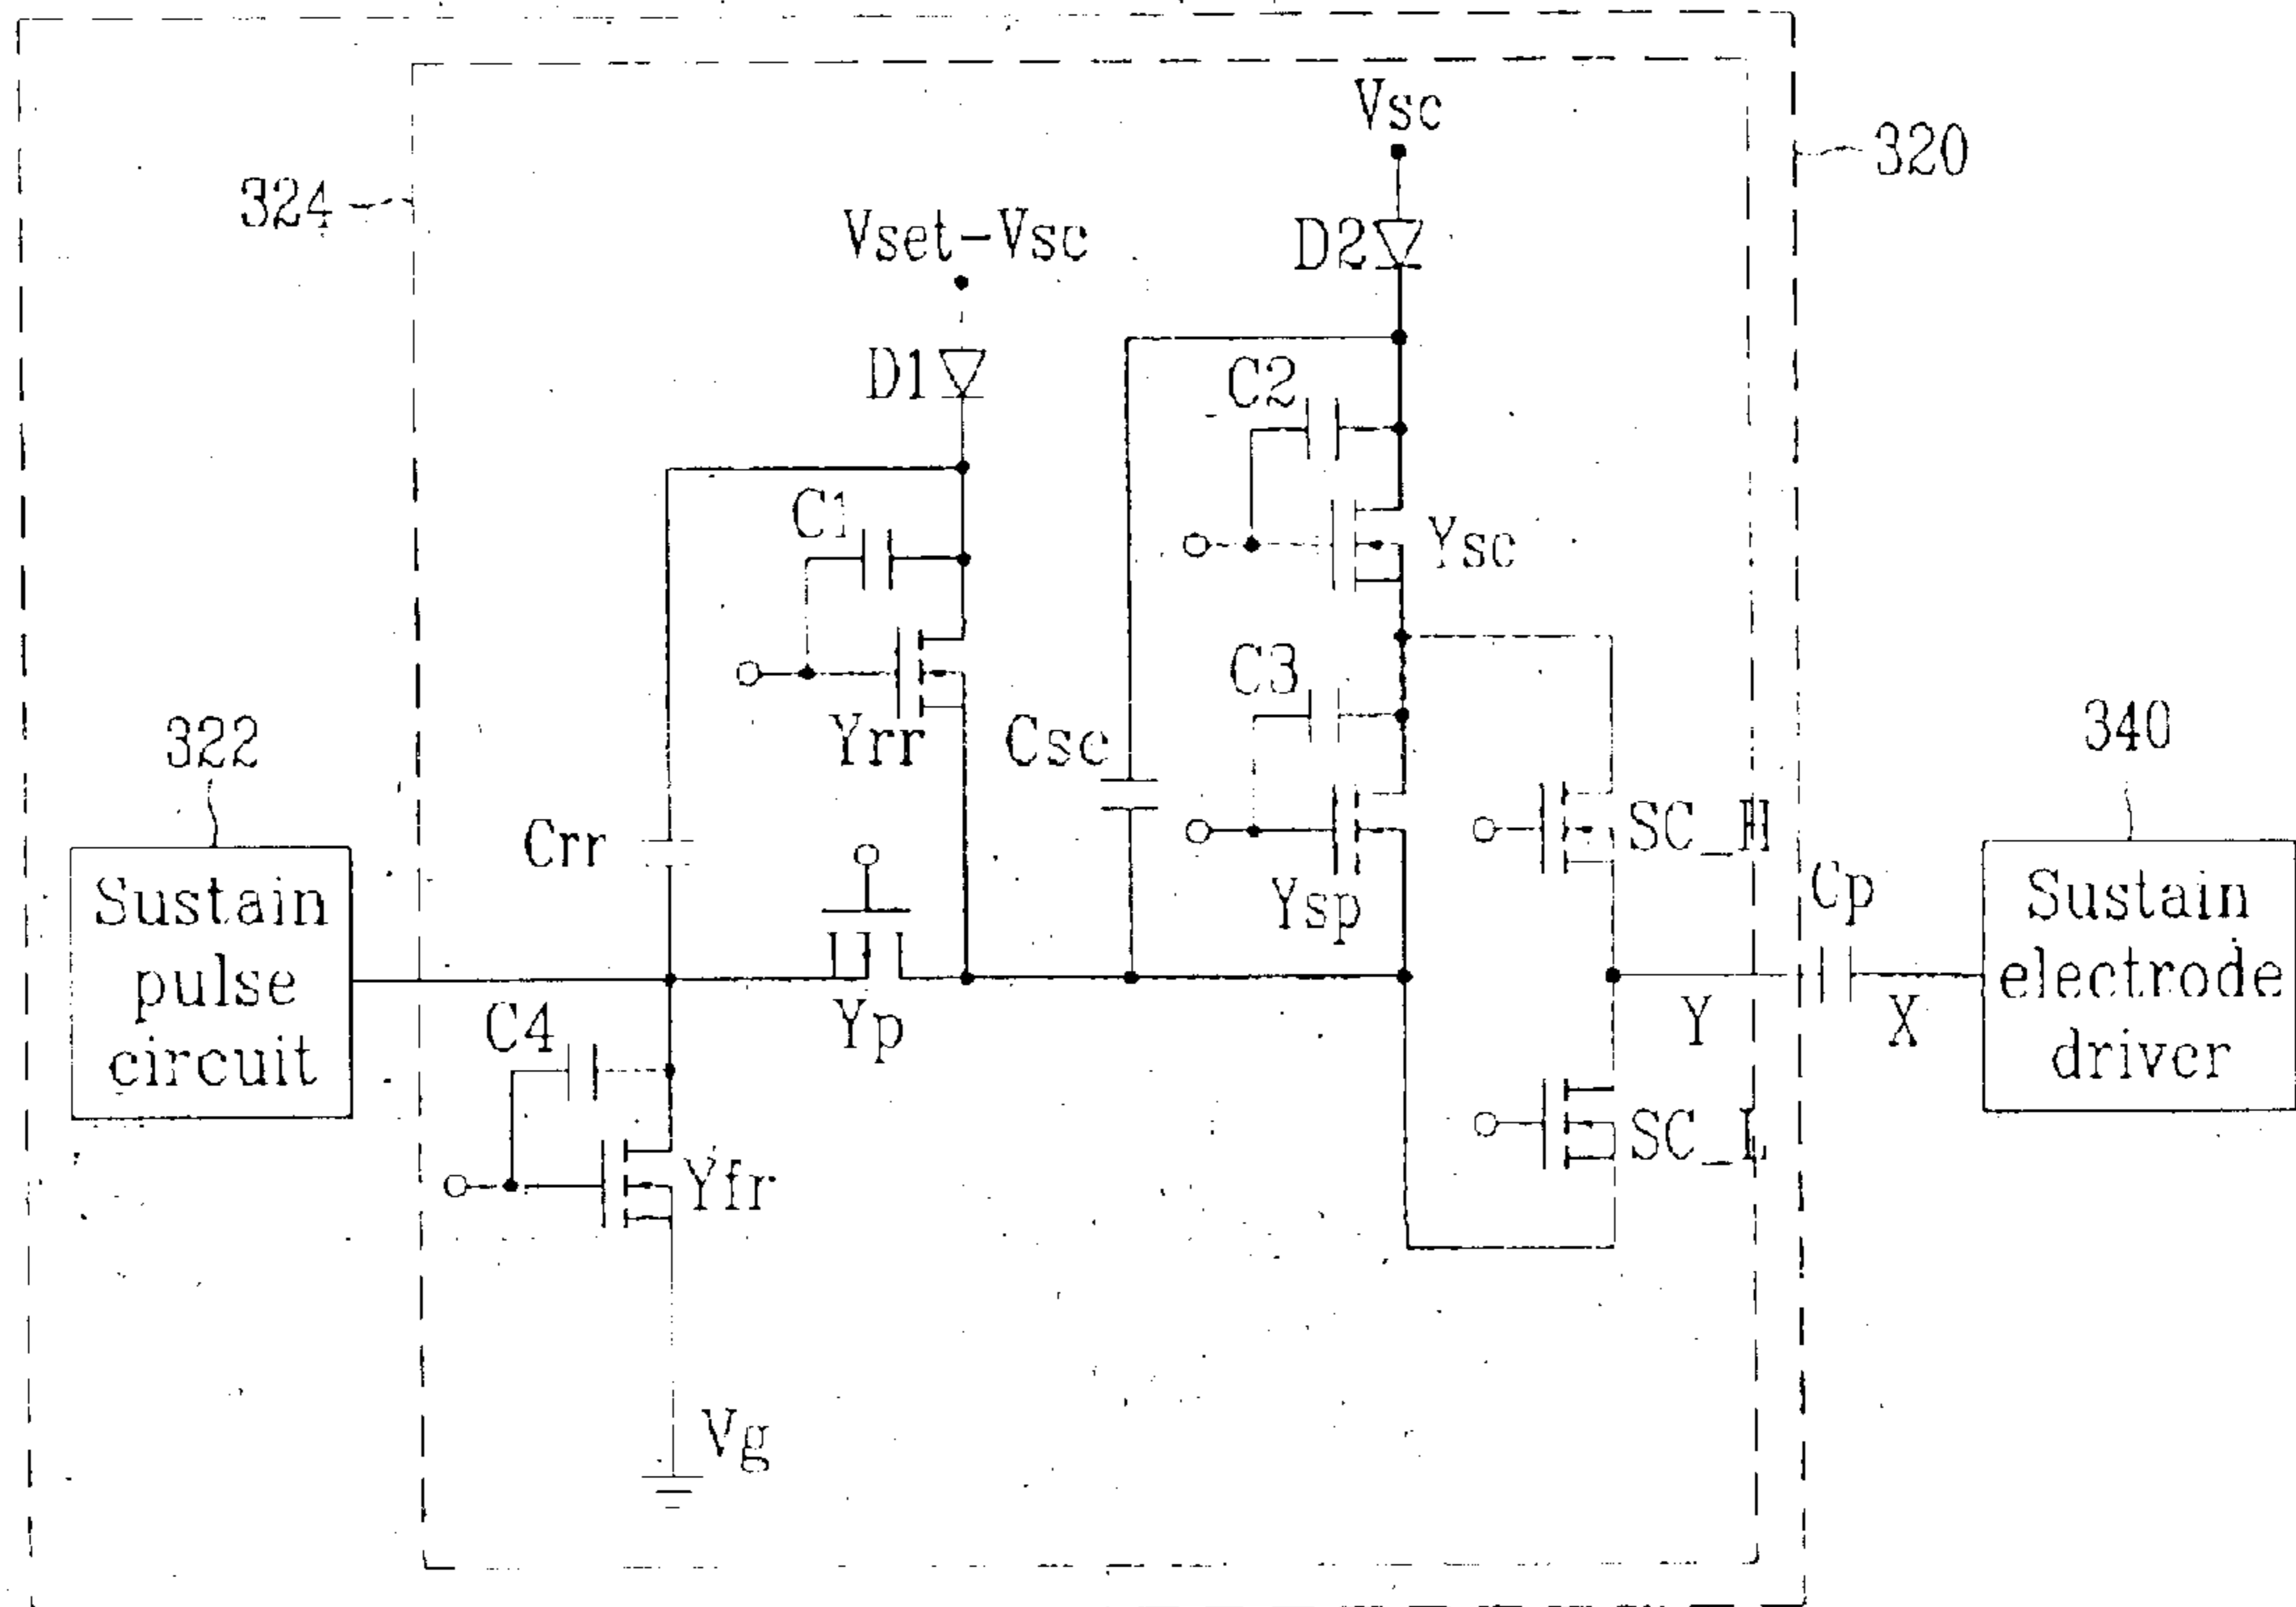 Vsc
320
324
Vset-Vsc
D2
D1
C2
C1
Ysc
C3
Yrr
Csc
322
340
Crr
SC_H
Ysp
Cp
Sustain
pulse
circuit
Sustain
electrode
driver
Yp
Y
X
C4
SC_L
Yfr
Vg